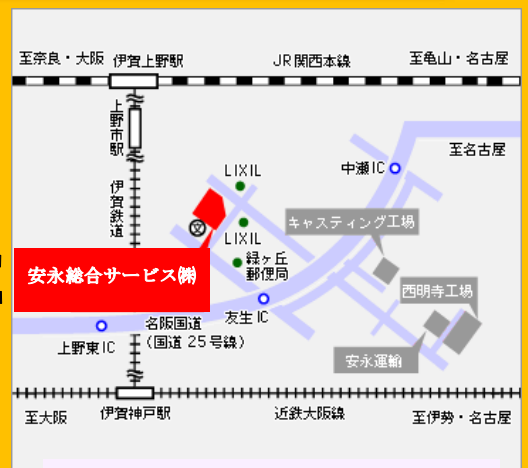 至奈良・大阪
伊賀上野駅
JR関西本線
至亀山・名古屋
上野市駅
至名古屋
中瀬IC
LIXIL
伊賀鉄道
キャスティング工場
LIXIL
緑ヶ丘
郵便局
安永総合サービス㈱
西明寺工場
友生IC
名阪国道
(国道25号線)
上野東IC
安永運輸
至大阪
伊賀神戸駅
近鉄大阪線
至伊勢・名古屋